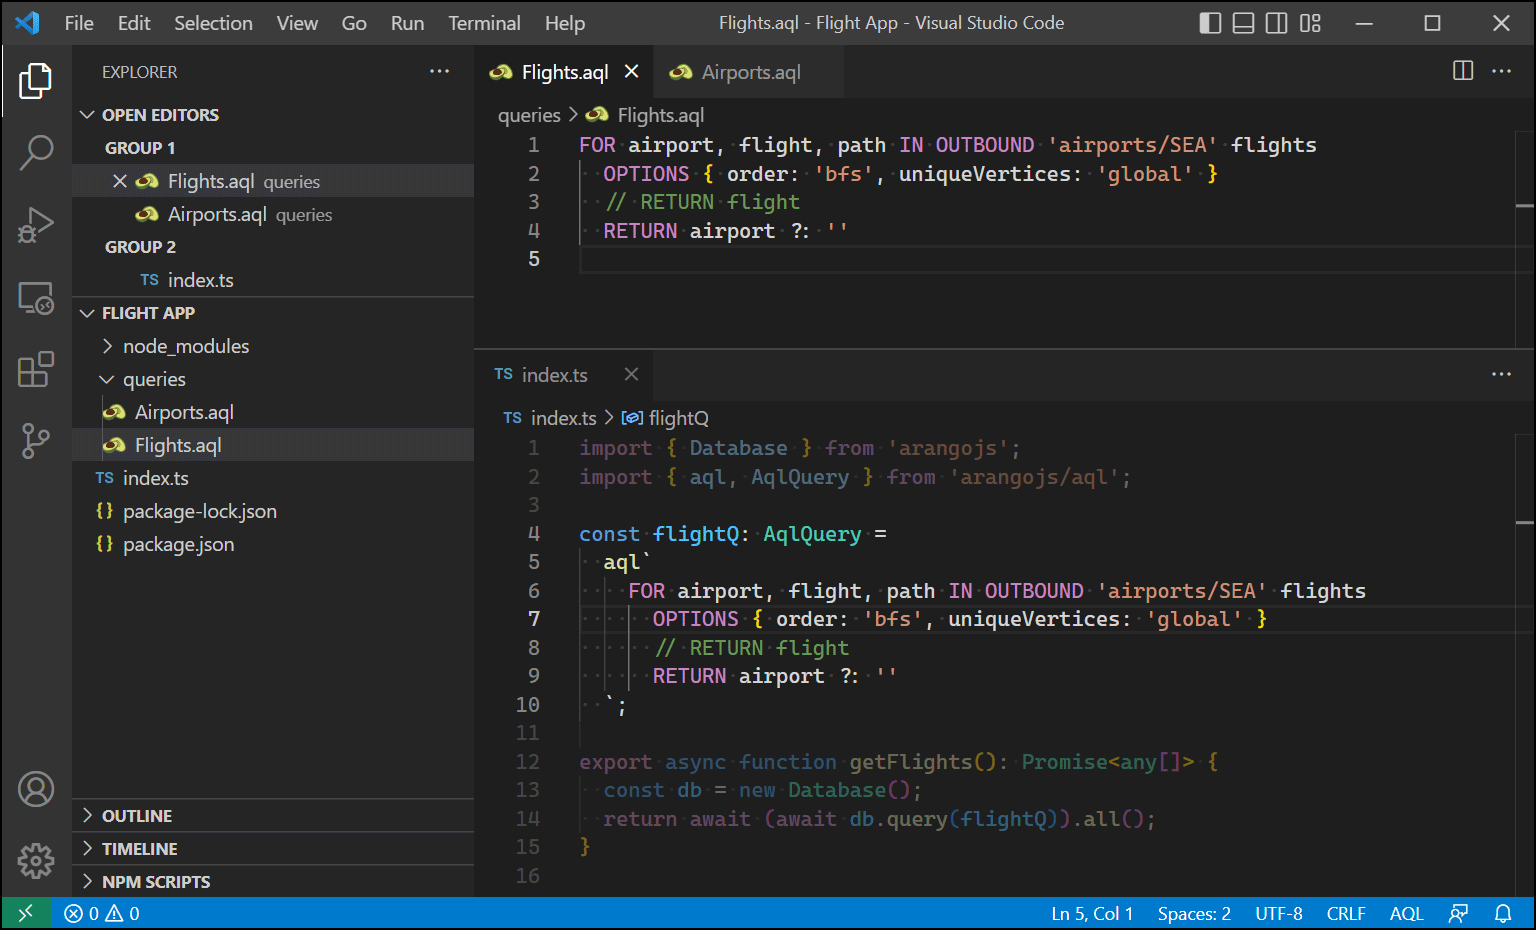 File Edit Selection View Go Run Terminal Help Flights.aql - Flight App - Visual Studio Code
EXPLORER
OPEN EDITORS
GROUP 1
Flights.aql queries
Airports.aql queries
GROUP 2
TS index.ts
FLIGHT APP
node_modules
queries
Airports.aql
Flights.aql
TS index.ts
{} package-lock.json
{} package.json
OUTLINE
TIMELINE
NPM SCRIPTS
Flights.aql Airports.aql
queries > Flights.aql
1 FOR airport, flight, path IN OUTBOUND 'airports/SEA' flights
2 OPTIONS { order: 'bfs', uniqueVertices: 'global' }
3 // RETURN flight
4 RETURN airport ?: ''
5
TS index.ts
TS index.ts > flightQ
1 import { Database } from 'arangojs';
2 import { aql, AqlQuery } from 'arangojs/aql';
3
4 const flightQ: AqlQuery =
5 aql`
6 FOR airport, flight, path IN OUTBOUND 'airports/SEA' flights
7 OPTIONS { order: 'bfs', uniqueVertices: 'global' }
8 // RETURN flight
9 RETURN airport ?: ''
10 `;
11
12 export async function getFlights(): Promise<any[]> {
13 const db = new Database();
14 return await (await db.query(flightQ)).all();
15 }
16
0 0 Ln 5, Col 1 Spaces: 2 UTF-8 CRLF AQL